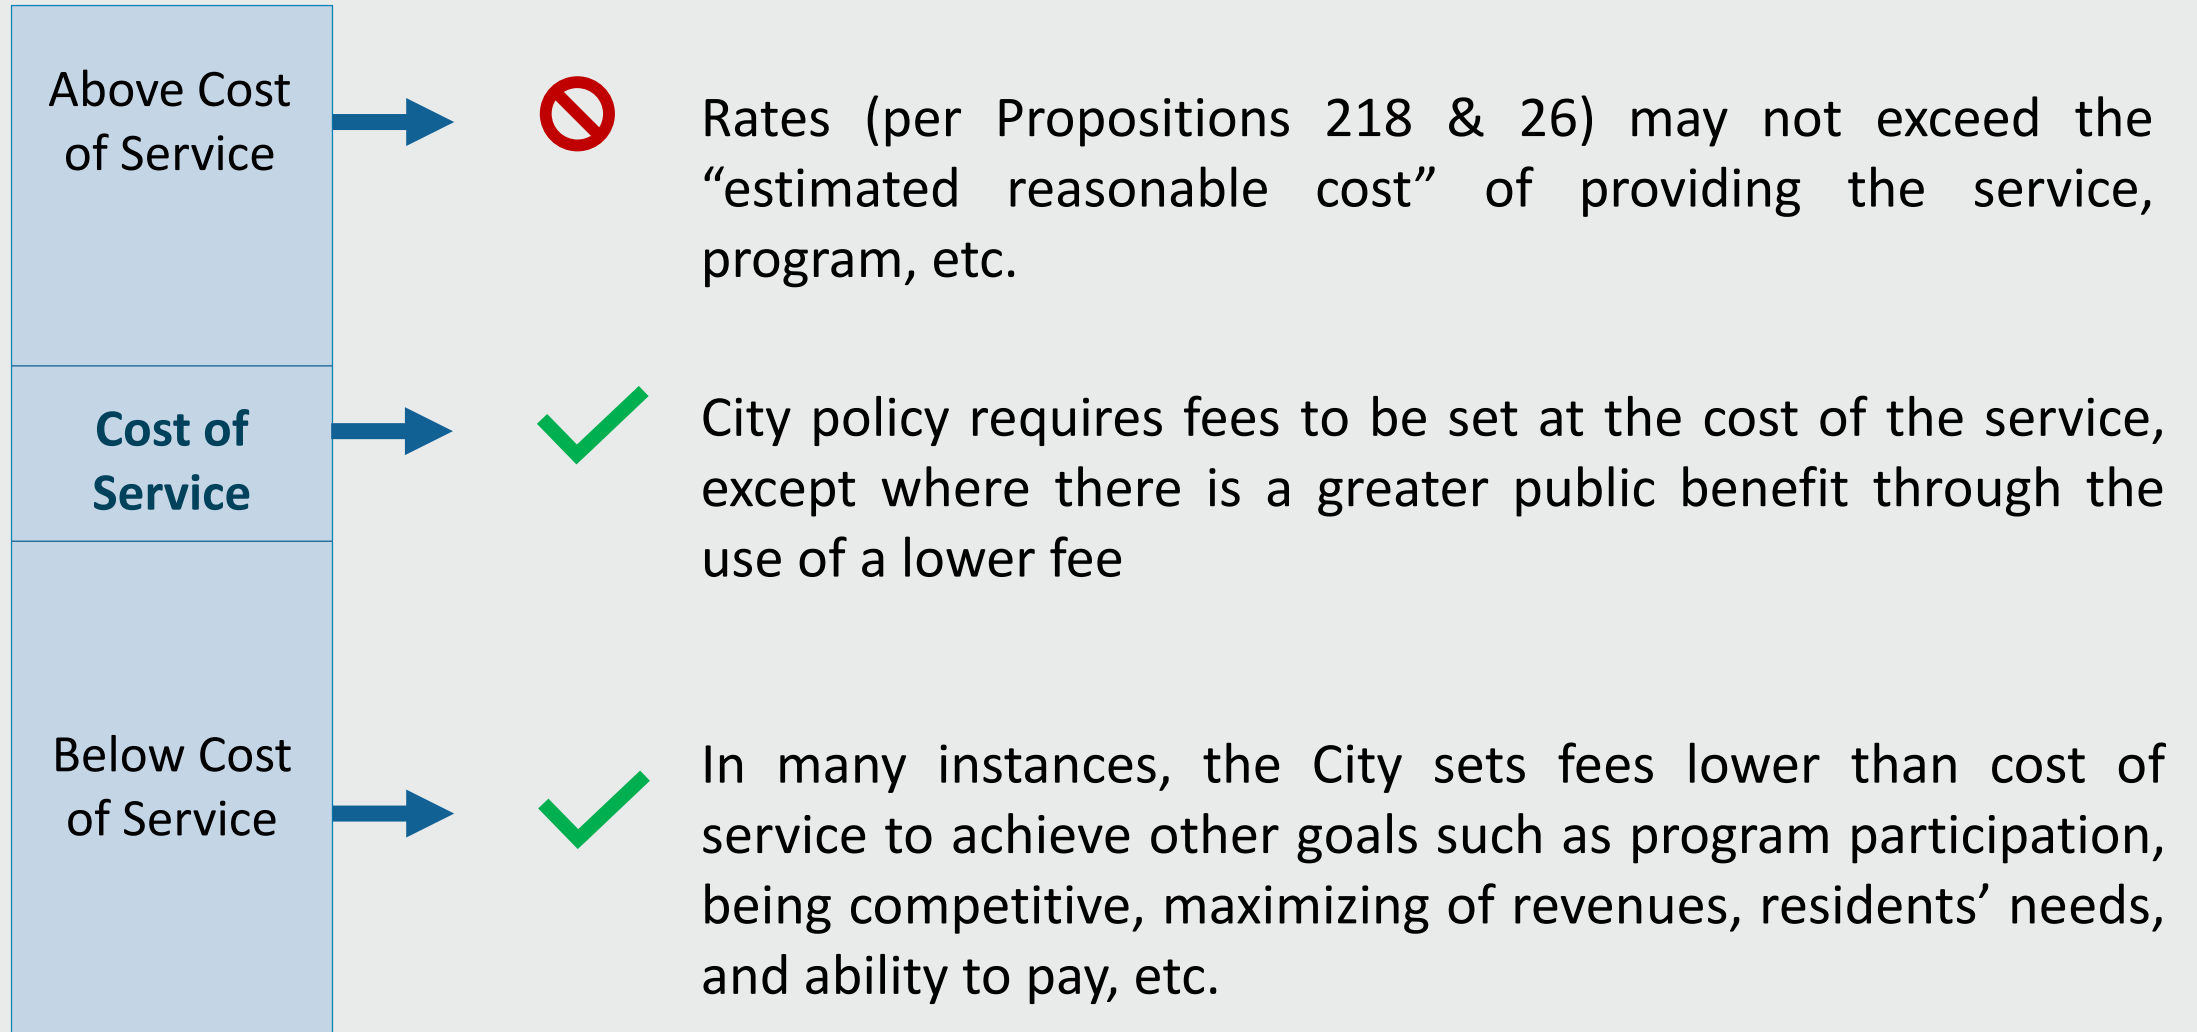 Above Cost
of Service
Rates (per Propositions 218 & 26) may not exceed the
“estimated reasonable cost” of providing the service,
program, etc.
Cost of
Service
City policy requires fees to be set at the cost of the service,
except where there is a greater public benefit through the
use of a lower fee
Below Cost
of Service
In many instances, the City sets fees lower than cost of
service to achieve other goals such as program participation,
being competitive, maximizing of revenues, residents’ needs,
and ability to pay, etc.